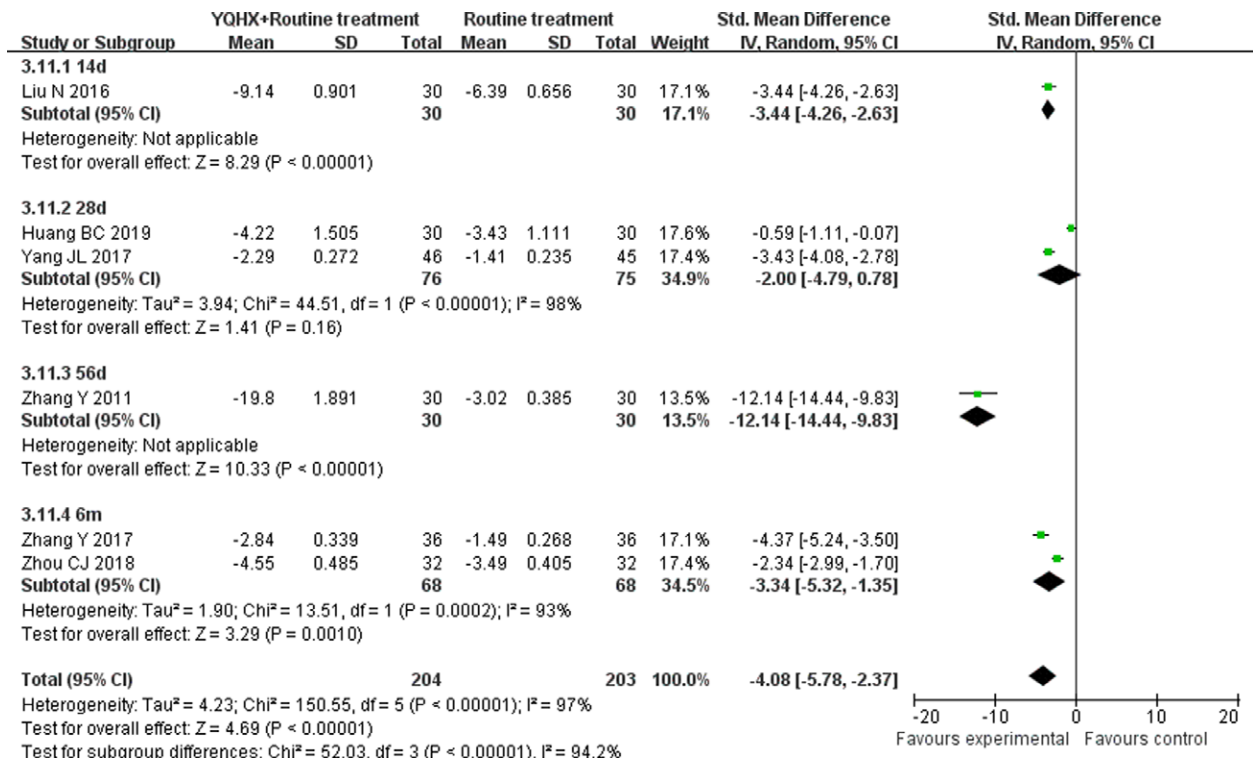 YQHX+Routine treatment Routine treatment Std. Mean Difference Std. Mean Difference
Study or Subgroup Mean SD Total Mean SD Total Weight IV, Random, 95% CI IV, Random, 95% CI
3.11.1 14d
Liu N 2016 -9.14 0.901 30 -6.39 0.656 30 17.1% -3.44 [-4.26, -2.63]
Subtotal (95% CI) 30 30 17.1% -3.44 [-4.26, -2.63]
Heterogeneity: Not applicable
Test for overall effect: Z = 8.29 (P < 0.00001)
3.11.2 28d
Huang BC 2019 -4.22 1.505 30 -3.43 1.111 30 17.6% -0.59 [-1.11, -0.07]
Yang JL 2017 -2.29 0.272 46 -1.41 0.235 45 17.4% -3.43 [-4.08, -2.78]
Subtotal (95% CI) 76 75 34.9% -2.00 [-4.79, 0.78]
Heterogeneity: Tau² = 3.94; Chi² = 44.51, df = 1 (P < 0.00001); I² = 98%
Test for overall effect: Z = 1.41 (P = 0.16)
3.11.3 56d
Zhang Y 2011 -19.8 1.891 30 -3.02 0.385 30 13.5% -12.14 [-14.44, -9.83]
Subtotal (95% CI) 30 30 13.5% -12.14 [-14.44, -9.83]
Heterogeneity: Not applicable
Test for overall effect: Z = 10.33 (P < 0.00001)
3.11.4 6m
Zhang Y 2017 -2.84 0.339 36 -1.49 0.268 36 17.1% -4.37 [-5.24, -3.50]
Zhou CJ 2018 -4.55 0.485 32 -3.49 0.405 32 17.4% -2.34 [-2.99, -1.70]
Subtotal (95% CI) 68 68 34.5% -3.34 [-5.32, -1.35]
Heterogeneity: Tau² = 1.90; Chi² = 13.51, df = 1 (P = 0.0002); I² = 93%
Test for overall effect: Z = 3.29 (P = 0.0010)
Total (95% CI) 204 203 100.0% -4.08 [-5.78, -2.37]
Heterogeneity: Tau² = 4.23; Chi² = 150.55, df = 5 (P < 0.00001); I² = 97%
Test for overall effect: Z = 4.69 (P < 0.00001)
Test for subgroup differences: Chi² = 52.03, df = 3 (P < 0.00001), I² = 94.2%
-20 -10 0 10 20
Favours experimental Favours control